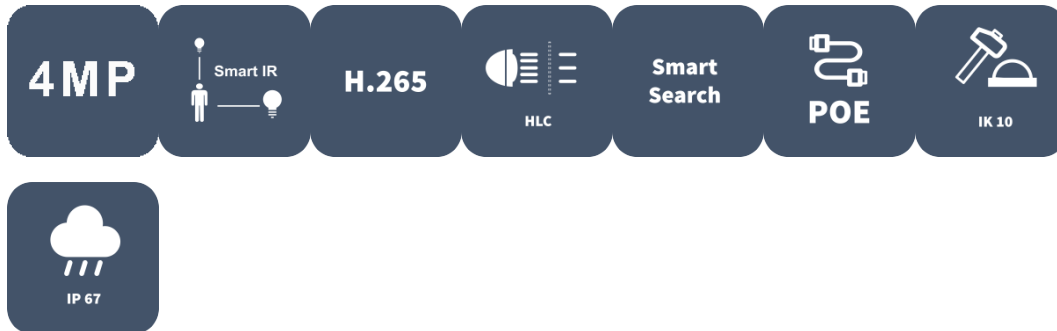 4MP
Smart IR
H.265
HLC
Smart
Search
POE
IK 10
IP 67